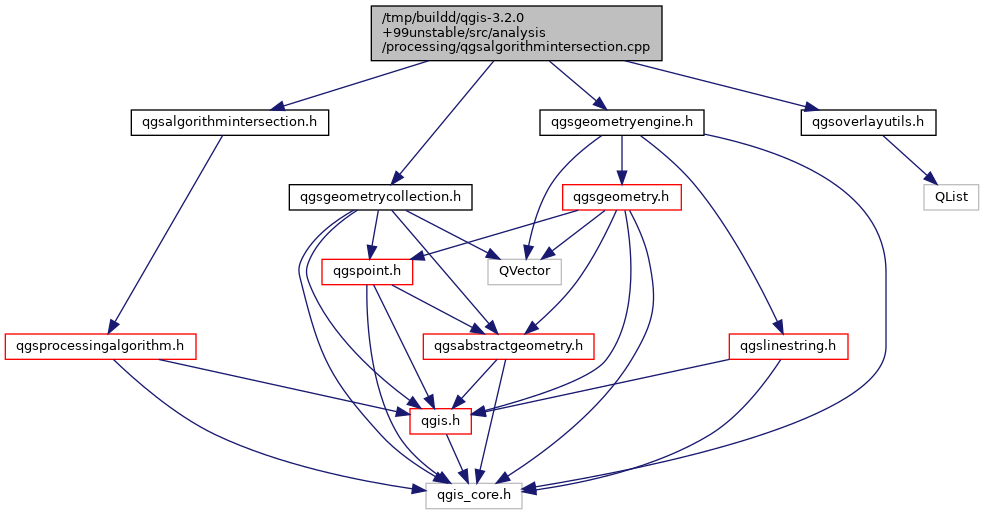 /tmp/buildd/qgis-3.2.0
+99unstable/src/analysis
/processing/qgsalgorithmintersection.cpp
qgsalgorithmintersection.h
qgsgeometryengine.h
qgsoverlayutils.h
qgsgeometrycollection.h
qgsgeometry.h
QList
qgspoint.h
QVector
qgsprocessingalgorithm.h
qgsabstractgeometry.h
qgslinestring.h
qgis.h
qgis_core.h